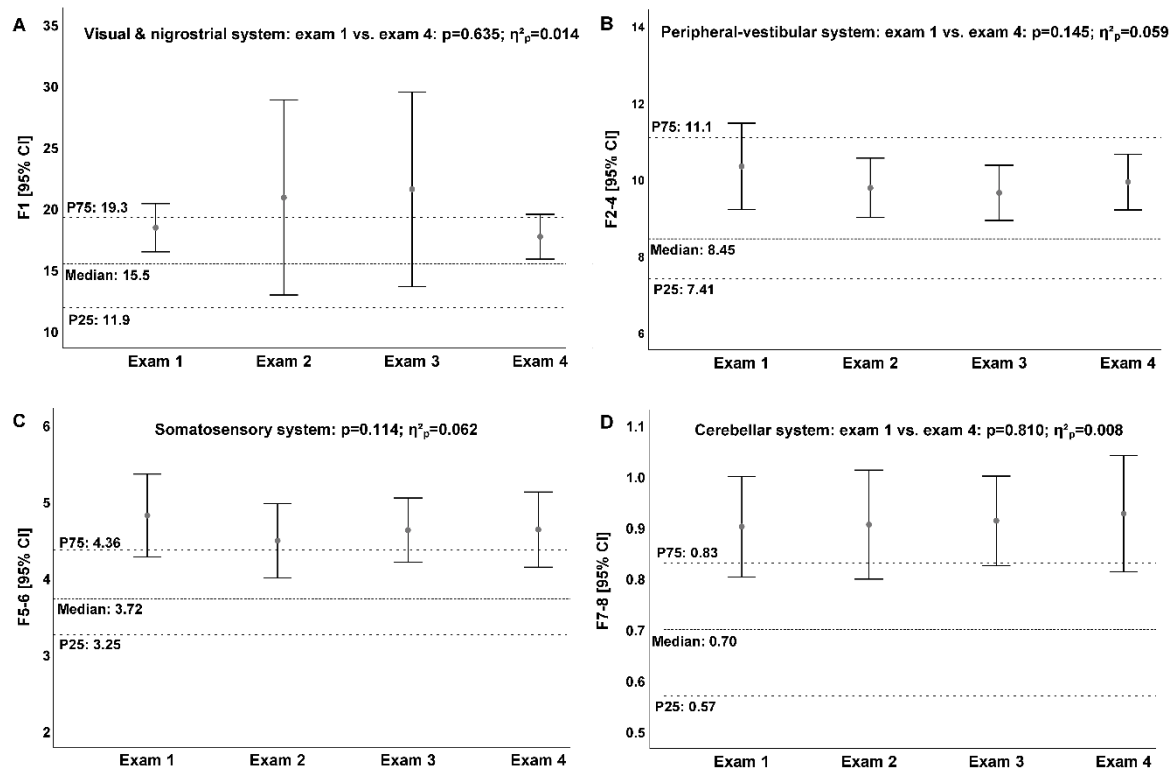 A
Visual & nigrostrial system: exam 1 vs. exam 4: p=0.635; η²ₚ=0.014
F1 [95% CI]
35
30
25
20
15
10
P75: 19.3
Median: 15.5
P25: 11.9
Exam 1 Exam 2 Exam 3 Exam 4
B
Peripheral-vestibular system: exam 1 vs. exam 4: p=0.145; η²ₚ=0.059
F2-4 [95% CI]
14
12
10
8
6
P75: 11.1
Median: 8.45
P25: 7.41
Exam 1 Exam 2 Exam 3 Exam 4
C
Somatosensory system: p=0.114; η²ₚ=0.062
F5-6 [95% CI]
6
5
4
3
2
P75: 4.36
Median: 3.72
P25: 3.25
Exam 1 Exam 2 Exam 3 Exam 4
D
Cerebellar system: exam 1 vs. exam 4: p=0.810; η²ₚ=0.008
F7-8 [95% CI]
1.1
1.0
0.9
0.8
0.7
0.6
0.5
P75: 0.83
Median: 0.70
P25: 0.57
Exam 1 Exam 2 Exam 3 Exam 4